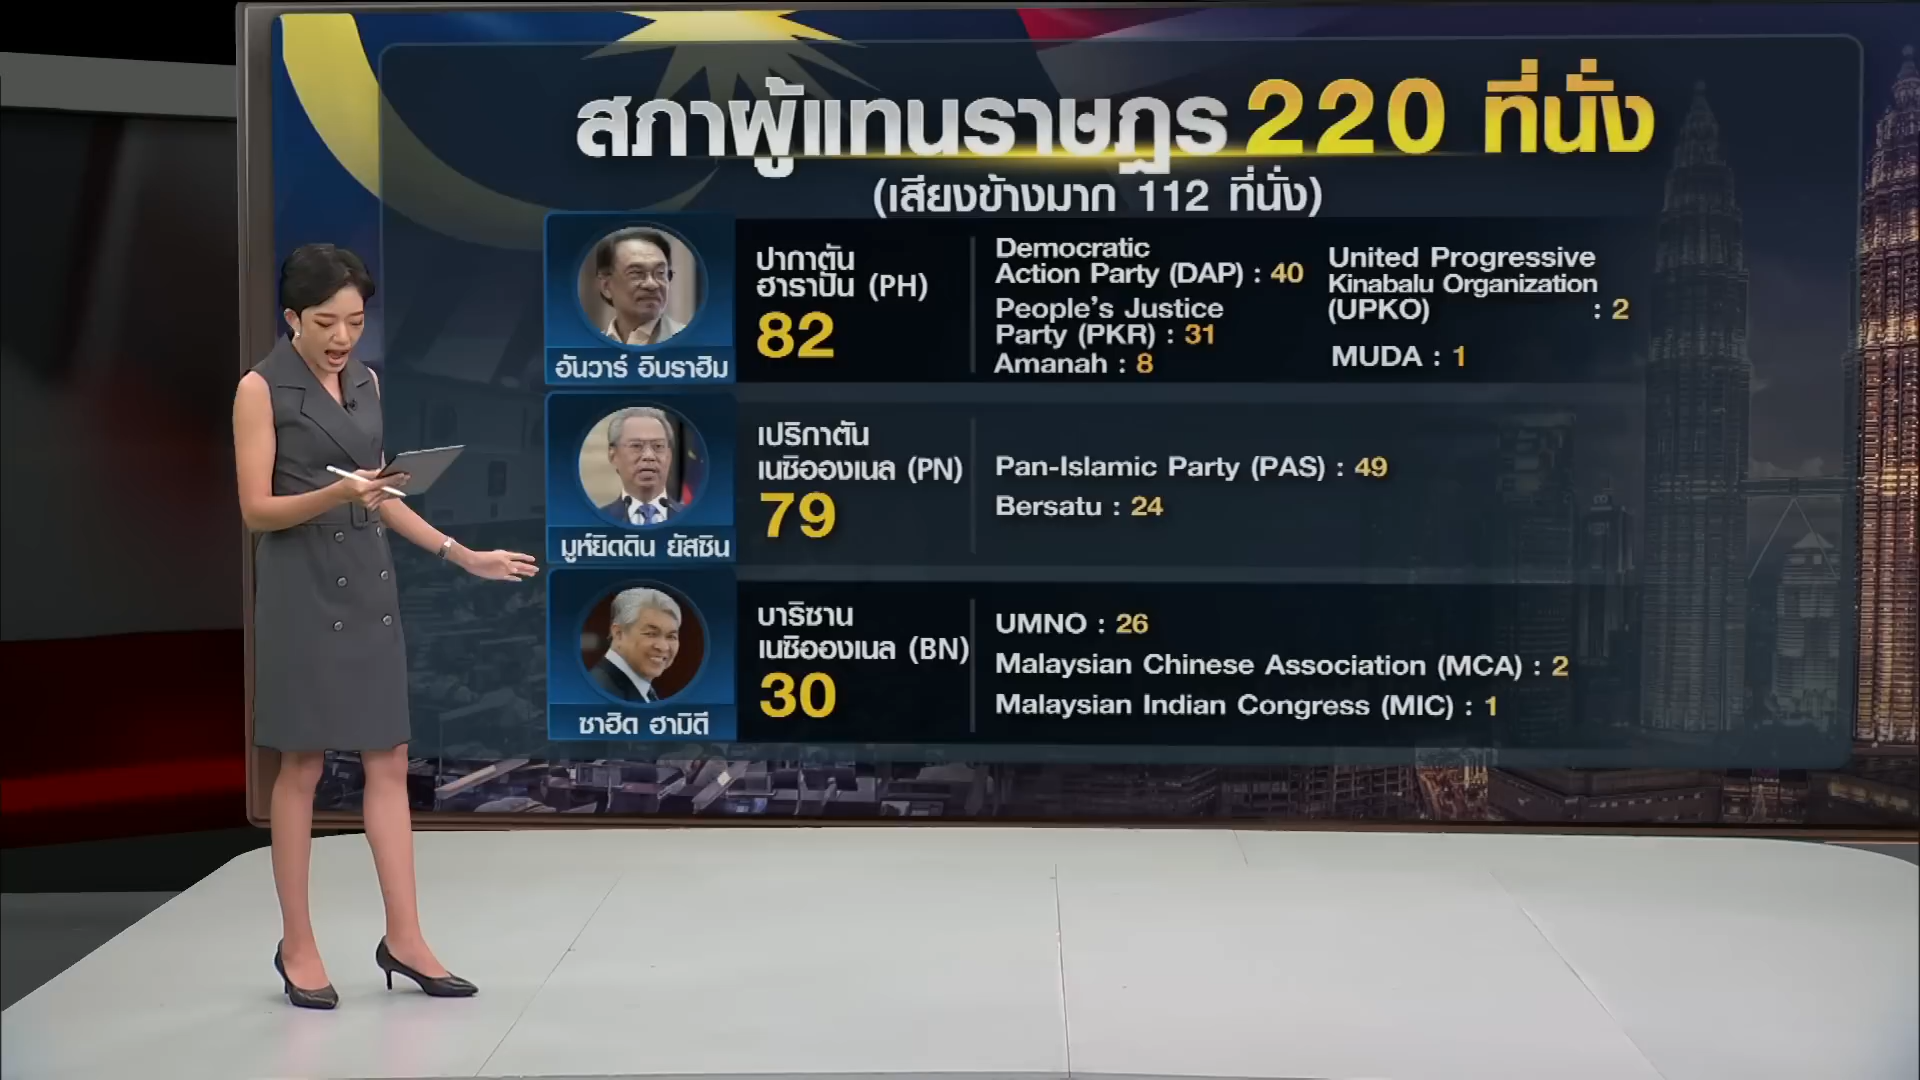 สภาผู้แทนราษฎร 220 ที่นั่ง
(เสียงข้างมาก 112 ที่นั่ง)
อันวาร์ อิบราฮิม
ปากาตัน
ฮาราปัน (PH)
82
Democratic
Action Party (DAP) : 40
People's Justice
Party (PKR) : 31
Amanah : 8
United Progressive
Kinabalu Organization
(UPKO) : 2
MUDA : 1
มูห์ยิดดิน ยัสซิน
เปริกาตัน
เนซิอองเนล (PN)
79
Pan-Islamic Party (PAS) : 49
Bersatu : 24
ซาฮิด ฮามิดี
บาริซาน
เนซิอองเนล (BN)
30
UMNO : 26
Malaysian Chinese Association (MCA) : 2
Malaysian Indian Congress (MIC) : 1